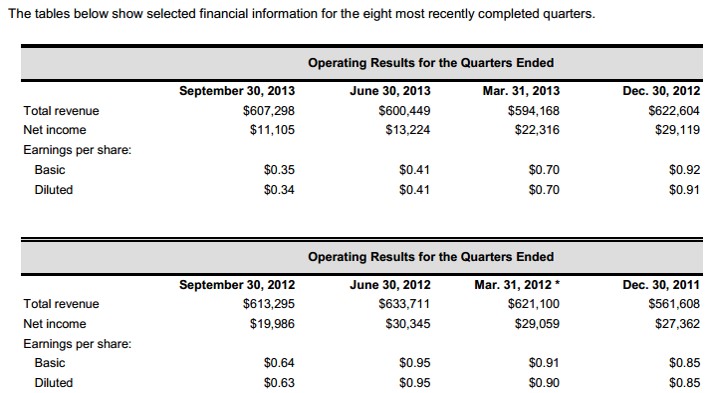 The tables below show selected financial information for the eight most recently completed quarters.
Operating Results for the Quarters Ended
September 30, 2013 June 30, 2013 Mar. 31, 2013 Dec. 30, 2012
Total revenue $607,298 $600,449 $594,168 $622,604
Net income $11,105 $13,224 $22,316 $29,119
Earnings per share:
Basic $0.35 $0.41 $0.70 $0.92
Diluted $0.34 $0.41 $0.70 $0.91
Operating Results for the Quarters Ended
September 30, 2012 June 30, 2012 Mar. 31, 2012 * Dec. 30, 2011
Total revenue $613,295 $633,711 $621,100 $561,608
Net income $19,986 $30,345 $29,059 $27,362
Earnings per share:
Basic $0.64 $0.95 $0.91 $0.85
Diluted $0.63 $0.95 $0.90 $0.85